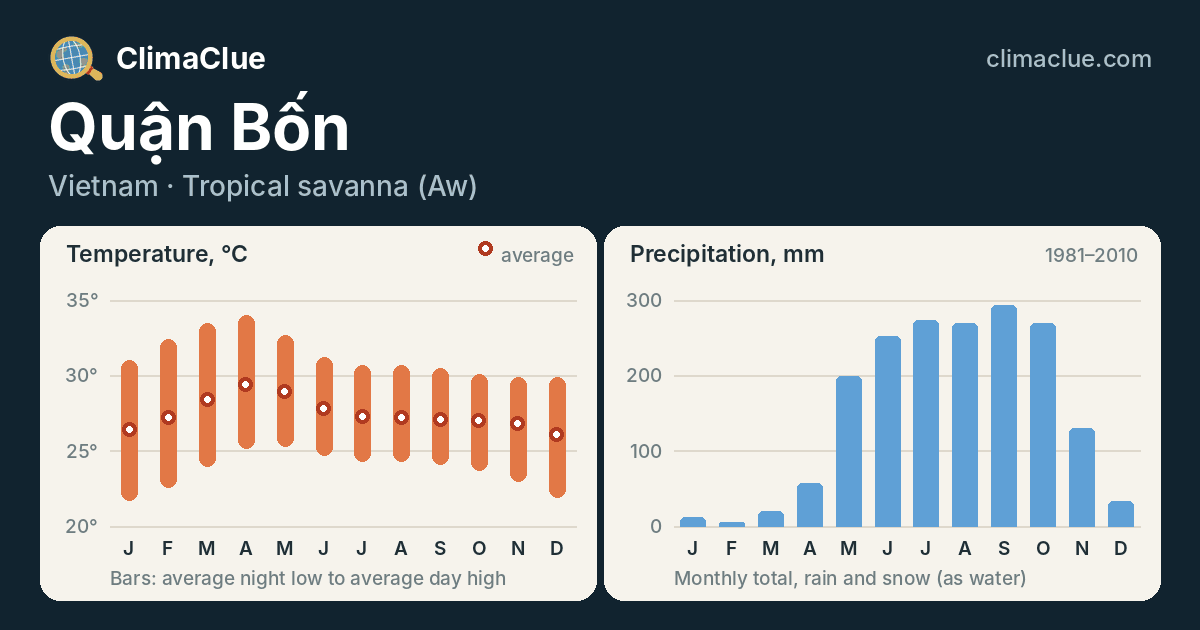 ClimaClue
climaclue.com
Quận Bốn
Vietnam · Tropical savanna (Aw)
Temperature, °C
average
35°
30°
25°
20°
J F M A M J J A S O N D
Bars: average night low to average day high
Precipitation, mm
1981–2010
300
200
100
0
J F M A M J J A S O N D
Monthly total, rain and snow (as water)